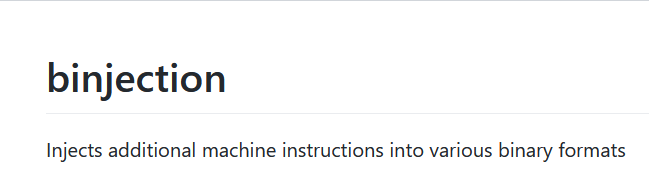 binjection
Injects additional machine instructions into various binary formats